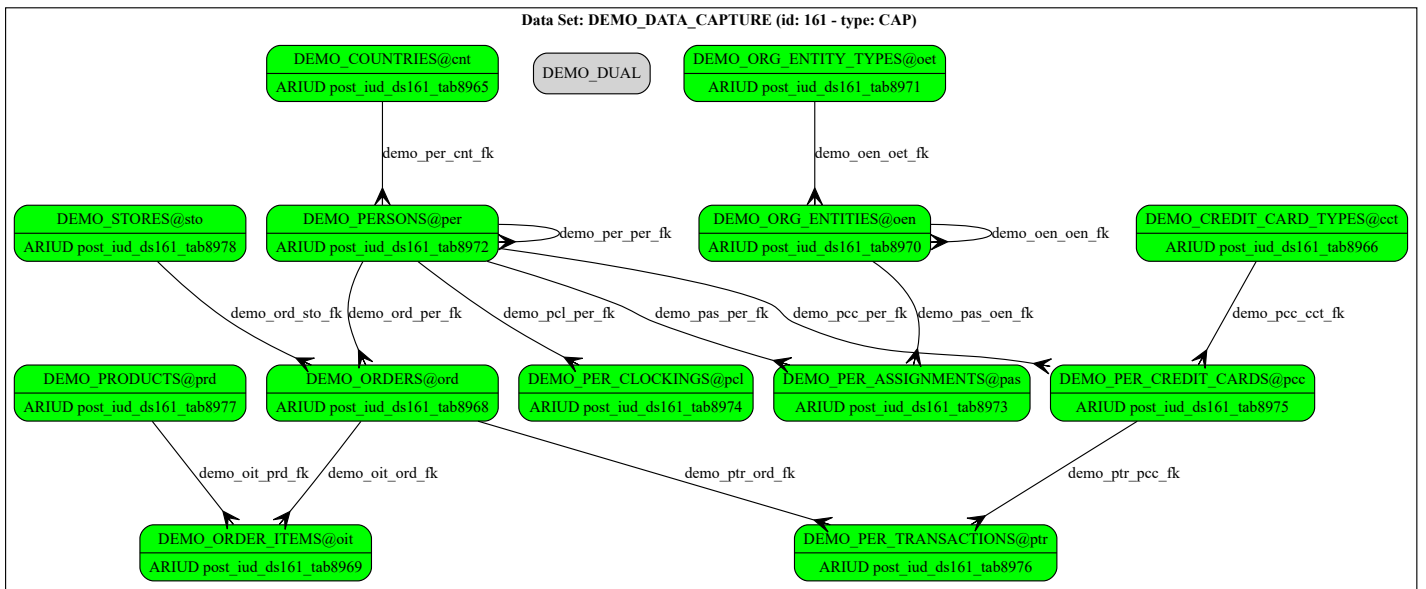 Data Set: DEMO_DATA_CAPTURE (id: 161 - type: CAP)
DEMO_COUNTRIES@cnt
ARIUD post_iud_ds161_tab8965
DEMO_DUAL
DEMO_ORG_ENTITY_TYPES@oet
ARIUD post_iud_ds161_tab8971
demo_per_cnt_fk
demo_oen_oet_fk
DEMO_STORES@sto
ARIUD post_iud_ds161_tab8978
DEMO_PERSONS@per
ARIUD post_iud_ds161_tab8972
demo_per_per_fk
DEMO_ORG_ENTITIES@oen
ARIUD post_iud_ds161_tab8970
demo_oen_oen_fk
DEMO_CREDIT_CARD_TYPES@cct
ARIUD post_iud_ds161_tab8966
demo_ord_sto_fk
demo_ord_per_fk
demo_pcl_per_fk
demo_pas_per_fk
demo_pcc_per_fk
demo_pas_oen_fk
demo_pcc_cct_fk
DEMO_PRODUCTS@prd
ARIUD post_iud_ds161_tab8977
DEMO_ORDERS@ord
ARIUD post_iud_ds161_tab8968
DEMO_PER_CLOCKINGS@pcl
ARIUD post_iud_ds161_tab8974
DEMO_PER_ASSIGNMENTS@pas
ARIUD post_iud_ds161_tab8973
DEMO_PER_CREDIT_CARDS@pcc
ARIUD post_iud_ds161_tab8975
demo_oit_prd_fk
demo_oit_ord_fk
demo_ptr_ord_fk
demo_ptr_pcc_fk
DEMO_ORDER_ITEMS@oit
ARIUD post_iud_ds161_tab8969
DEMO_PER_TRANSACTIONS@ptr
ARIUD post_iud_ds161_tab8976